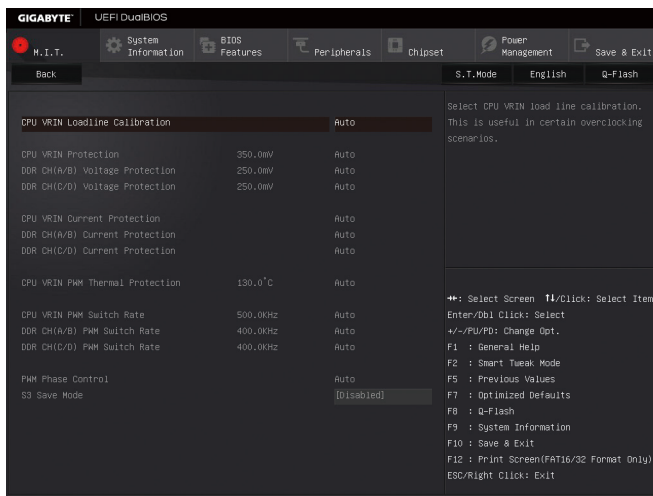 GIGABYTE™ UEFI DualBIOS
M.I.T. System Information BIOS Features Peripherals Chipset Power Management Save & Exit
Back S.T.Mode English Q-Flash
CPU VRIN Loadline Calibration Auto
CPU VRIN Protection 350.0mV Auto
DDR CH(A/B) Voltage Protection 250.0mV Auto
DDR CH(C/D) Voltage Protection 250.0mV Auto
CPU VRIN Current Protection Auto
DDR CH(A/B) Current Protection Auto
DDR CH(C/D) Current Protection Auto
CPU VRIN PWM Thermal Protection 130.0°C Auto
CPU VRIN PWM Switch Rate 500.0KHz Auto
DDR CH(A/B) PWM Switch Rate 400.0KHz Auto
DDR CH(C/D) PWM Switch Rate 400.0KHz Auto
PWM Phase Control Auto
S3 Save Mode [Disabled]
Select CPU VRIN load line calibration.
This is useful in certain overclocking
scenarios.
→←: Select Screen ↑↓/Click: Select Item
Enter/Dbl Click: Select
+/-/PU/PD: Change Opt.
F1 : General Help
F2 : Smart Tweak Mode
F5 : Previous Values
F7 : Optimized Defaults
F8 : Q-Flash
F9 : System Information
F10 : Save & Exit
F12 : Print Screen(FAT16/32 Format Only)
ESC/Right Click: Exit